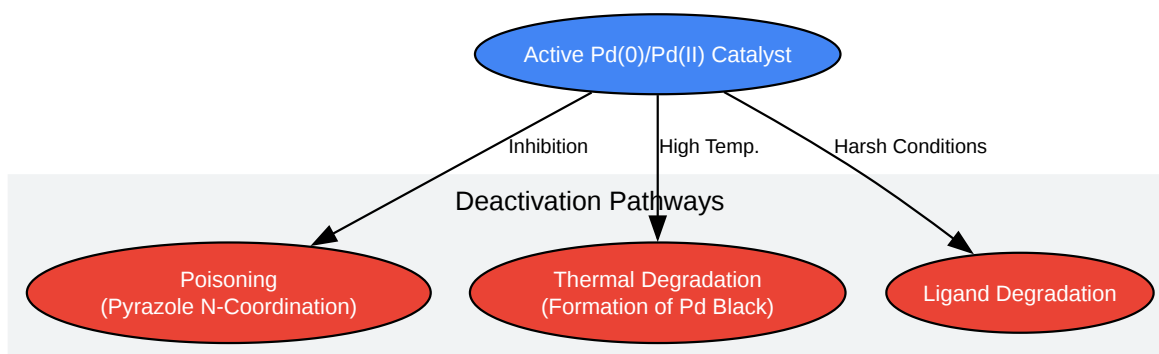 Active Pd(0)/Pd(II) Catalyst
Inhibition
High Temp.
Harsh Conditions
Deactivation Pathways
Poisoning
(Pyrazole N-Coordination)
Thermal Degradation
(Formation of Pd Black)
Ligand Degradation